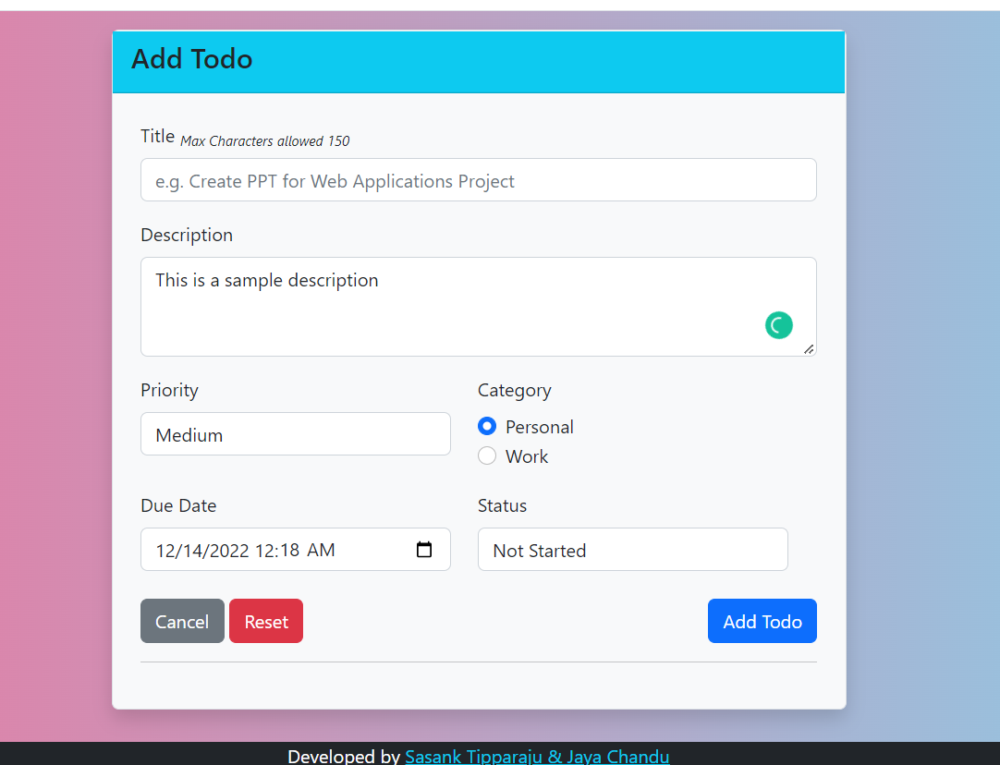 Add Todo
Title Max Characters allowed 150
e.g. Create PPT for Web Applications Project
Description
This is a sample description
Priority
Category
Medium
Personal
Work
Due Date
Status
12/14/2022 12:18 AM
Not Started
Cancel Reset Add Todo
Developed by Sasank Tipparaju & Jaya Chandu